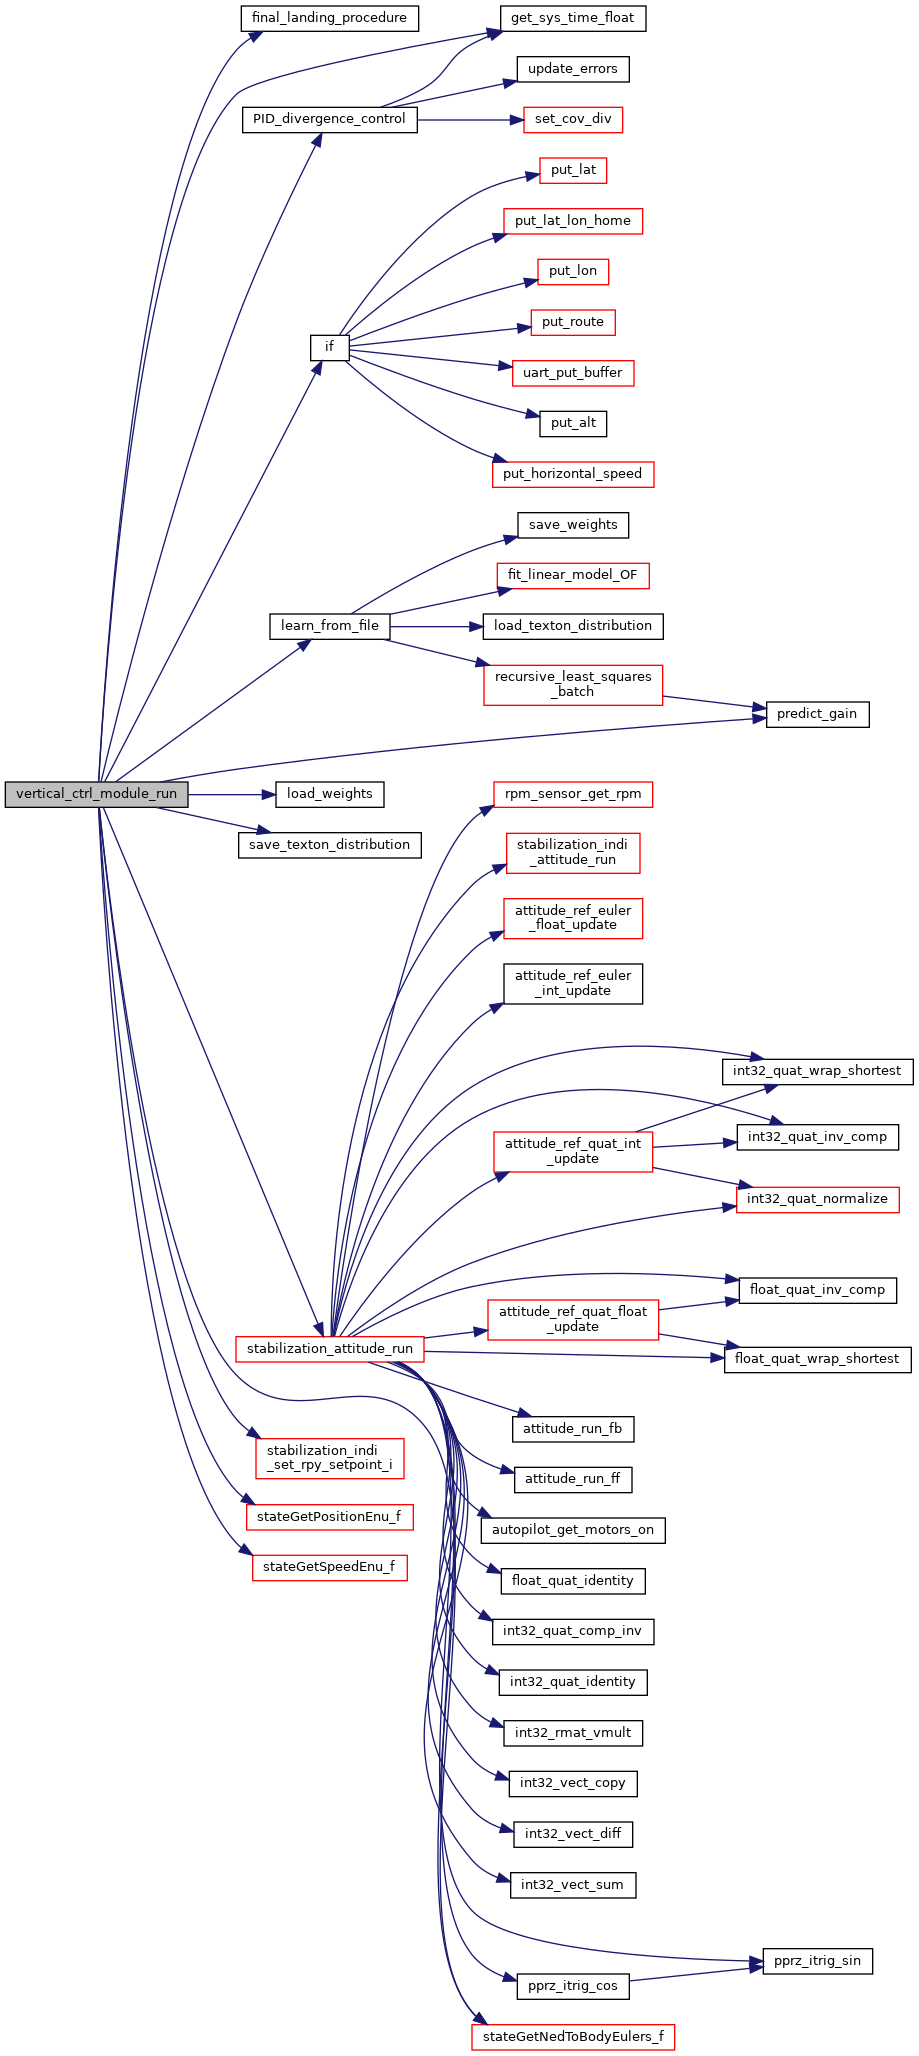 final_landing_procedure
get_sys_time_float
update_errors
PID_divergence_control
set_cov_div
put_lat
put_lat_lon_home
put_lon
put_route
if
uart_put_buffer
put_alt
put_horizontal_speed
save_weights
fit_linear_model_OF
learn_from_file
load_texton_distribution
recursive_least_squares
_batch
predict_gain
vertical_ctrl_module_run
load_weights
rpm_sensor_get_rpm
save_texton_distribution
stabilization_indi
_attitude_run
attitude_ref_euler
_float_update
attitude_ref_euler
_int_update
int32_quat_wrap_shortest
int32_quat_inv_comp
attitude_ref_quat_int
_update
int32_quat_normalize
float_quat_inv_comp
attitude_ref_quat_float
_update
stabilization_attitude_run
float_quat_wrap_shortest
attitude_run_fb
stabilization_indi
_set_rpy_setpoint_i
attitude_run_ff
stateGetPositionEnu_f
autopilot_get_motors_on
stateGetSpeedEnu_f
float_quat_identity
int32_quat_comp_inv
int32_quat_identity
int32_rmat_vmult
int32_vect_copy
int32_vect_diff
int32_vect_sum
pprz_itrig_sin
pprz_itrig_cos
stateGetNedToBodyEulers_f